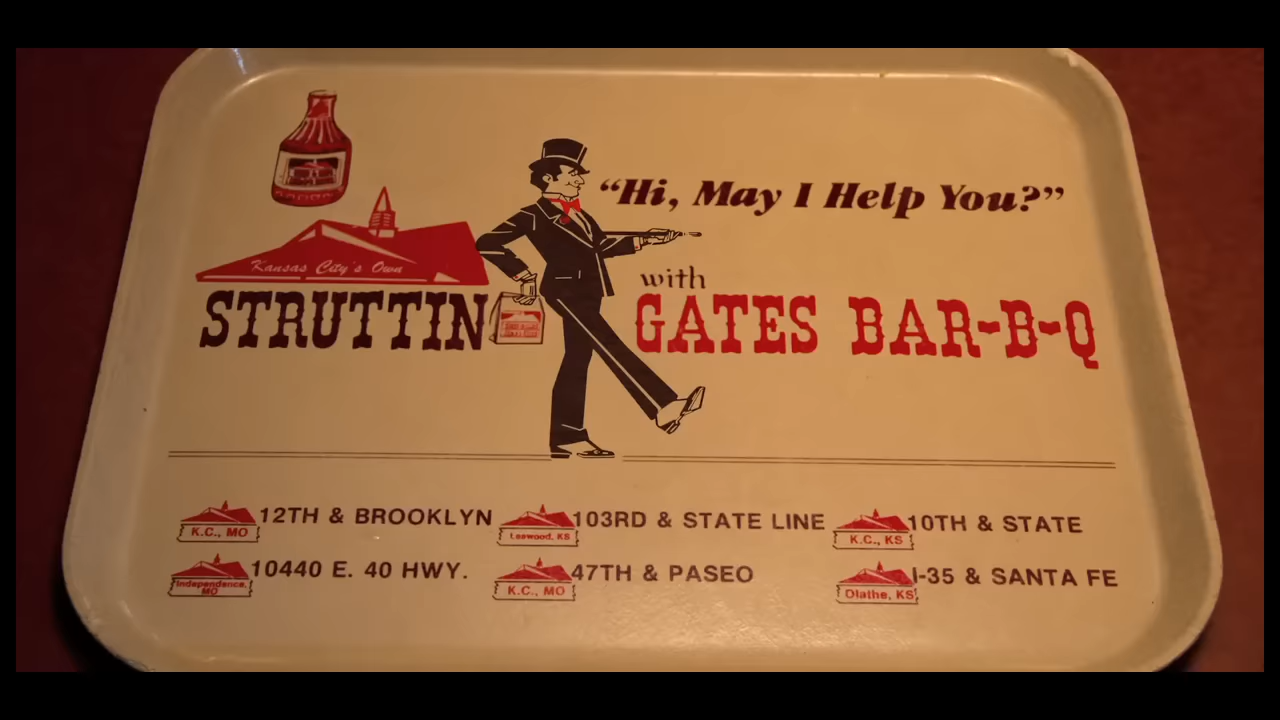 “Hi, May I Help You?”
Kansas City's Own
with
STRUTTIN GATES BAR-B-Q
K.C., MO 12TH & BROOKLYN
Leawood, KS 103RD & STATE LINE
K.C., KS 10TH & STATE
Independence, MO 10440 E. 40 HWY.
K.C., MO 47TH & PASEO
Olathe, KS I-35 & SANTA FE